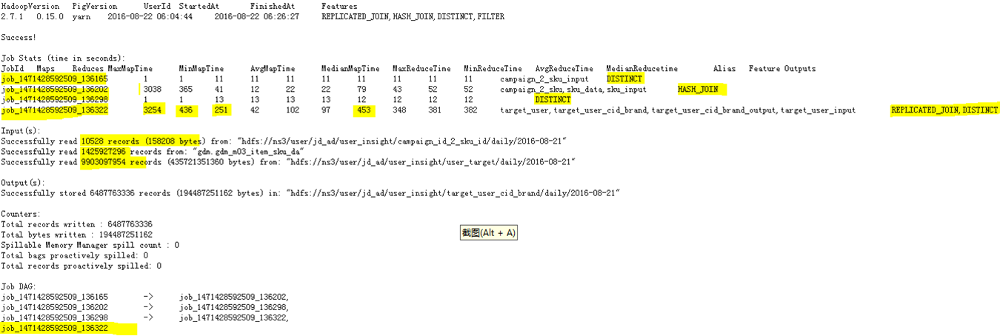 HadoopVersion PigVersion UserId StartedAt FinishedAt Features
2.7.1 0.15.0 yarn 2016-08-22 06:04:44 2016-08-22 06:26:27 REPLICATED_JOIN,HASH_JOIN,DISTINCT,FILTER
Success!
Job Stats (time in seconds):
JobId Maps Reduces MaxMapTime MinMapTIme AvgMapTime MedianMapTime MaxReduceTime MinReduceTime AvgReduceTime MedianReducetime Alias Feature Outputs
job_1471428592509_136165 1 1 11 11 11 11 11 11 11 11 campaign_2_sku_input DISTINCT
job_1471428592509_136202 3038 365 41 12 22 22 79 43 52 52 campaign_2_sku,sku_data,sku_input HASH_JOIN
job_1471428592509_136298 1 1 13 13 13 13 12 12 12 12 DISTINCT
job_1471428592509_136322 3254 436 251 42 102 97 453 348 381 382 target_user,target_user_cid_brand,target_user_cid_brand_output,target_user_input REPLICATED_JOIN,DISTINCT
Input(s):
Successfully read 10528 records (158208 bytes) from: "hdfs://ns3/user/jd_ad/user_insight/campaign_id_2_sku_id/daily/2016-08-21"
Successfully read 1425927296 records from: "gdm.gdm_m03_item_sku_da"
Successfully read 9903097954 records (435721351360 bytes) from: "hdfs://ns3/user/jd_ad/user_insight/user_target/daily/2016-08-21"
Output(s):
Successfully stored 6487763336 records (194487251162 bytes) in: "hdfs://ns3/user/jd_ad/user_insight/target_user_cid_brand/daily/2016-08-21"
Counters:
Total records written : 6487763336
Total bytes written : 194487251162
Spillable Memory Manager spill count : 0
Total bags proactively spilled: 0
Total records proactively spilled: 0
截图(Alt + A)
Job DAG:
job_1471428592509_136165 -> job_1471428592509_136202,
job_1471428592509_136202 -> job_1471428592509_136298,
job_1471428592509_136298 -> job_1471428592509_136322,
job_1471428592509_136322